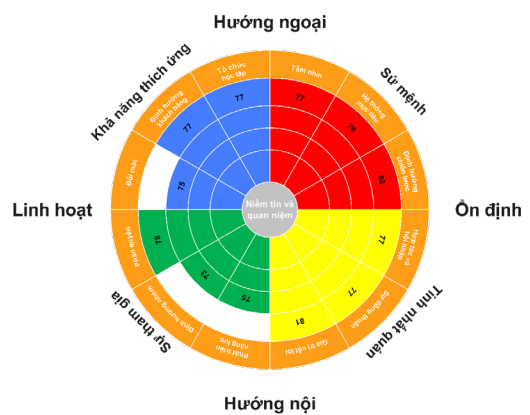 Hướng ngoại
Khả năng thích ứng
Sứ mệnh
Tổ chức
học tập
Tầm nhìn
Định hướng
khách hàng
Hệ thống
mục tiêu
77
77
77
76
Đổi mới
75
82
Định hướng
chiến lược
Linh hoạt
Niềm tin và
quan niệm
Ổn định
Phân quyền
78
77
Hợp tác và
hội nhập
73
75
81
77
Định hướng nhóm
Phát triển
năng lực
Giá trị cốt lõi
Sự đồng thuận
Sự tham gia
Tính nhất quán
Hướng nội